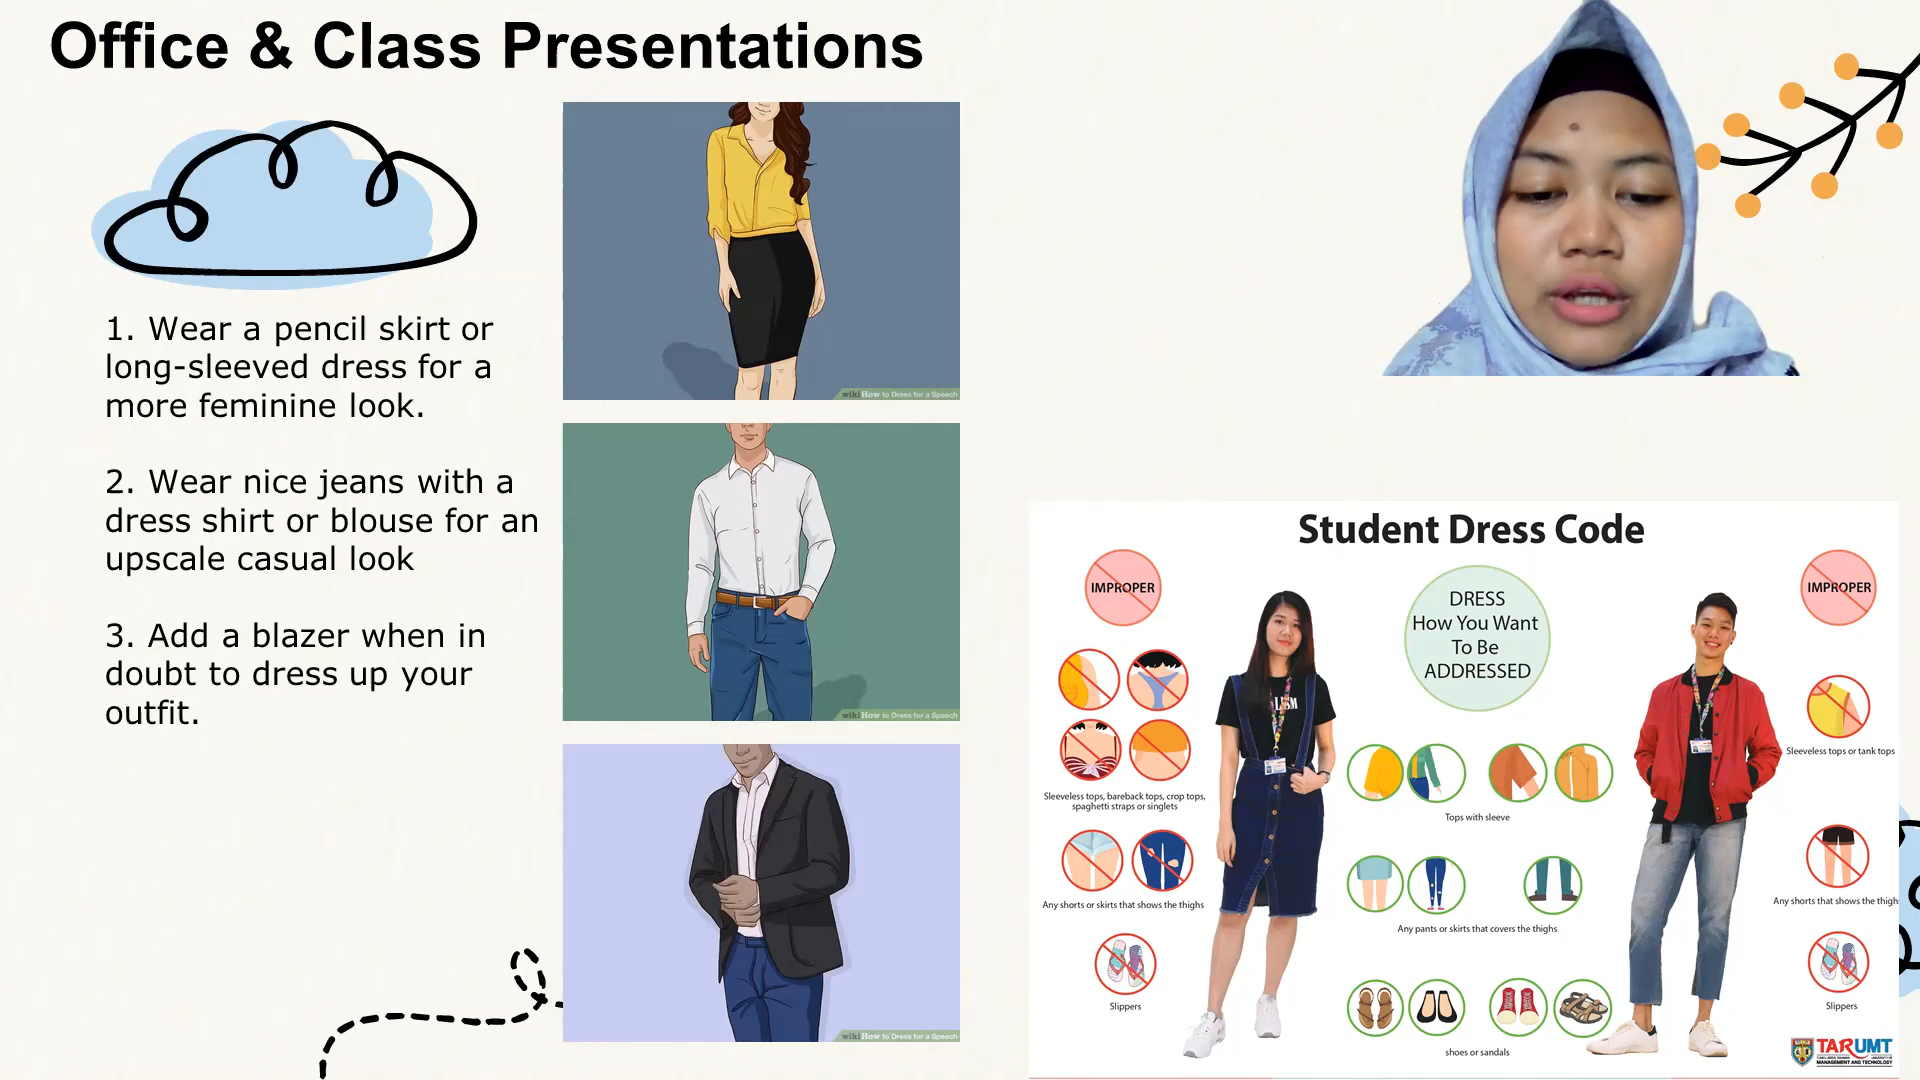 Office & Class Presentations
1. Wear a pencil skirt or
long-sleeved dress for a
more feminine look.
2. Wear nice jeans with a
dress shirt or blouse for an
upscale casual look
3. Add a blazer when in
doubt to dress up your
outfit.
wikiHow to Dress for a Speech
wikiHow to Dress for a Speech
wikiHow to Dress for a Speech
Student Dress Code
IMPROPER
DRESS
How You Want
To Be
ADDRESSED
IMPROPER
Sleeveless tops, bareback tops, crop tops,
spaghetti straps or singlets
Any shorts or skirts that shows the thighs
Slippers
Tops with sleeve
Any pants or skirts that covers the thighs
shoes or sandals
Sleeveless tops or tank tops
Any shorts that shows the thighs
Slippers
TARUMT
MANAGEMENT AND TECHNOLOGY